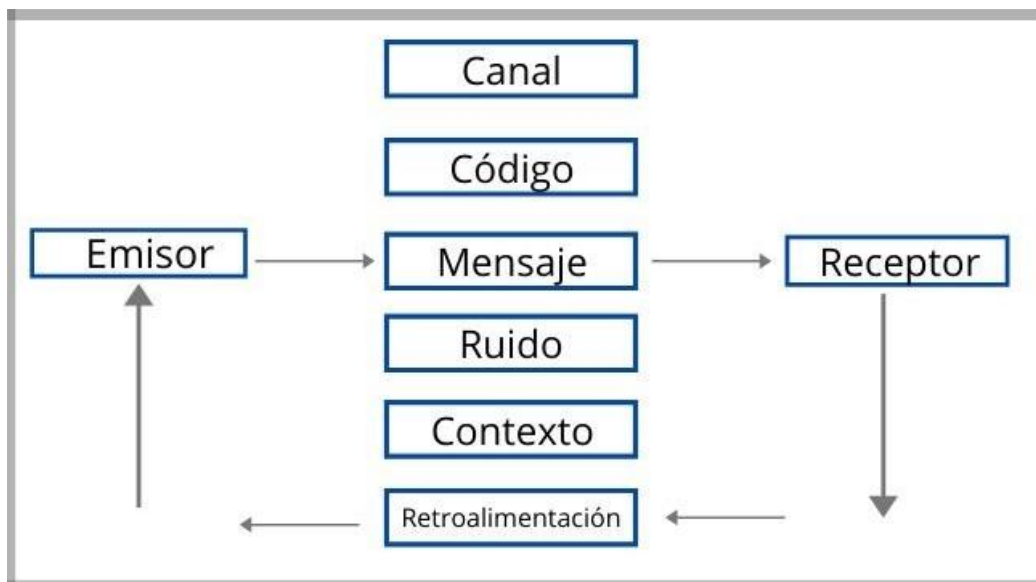 Canal
Código
Emisor
Mensaje
Receptor
Ruido
Contexto
Retroalimentación